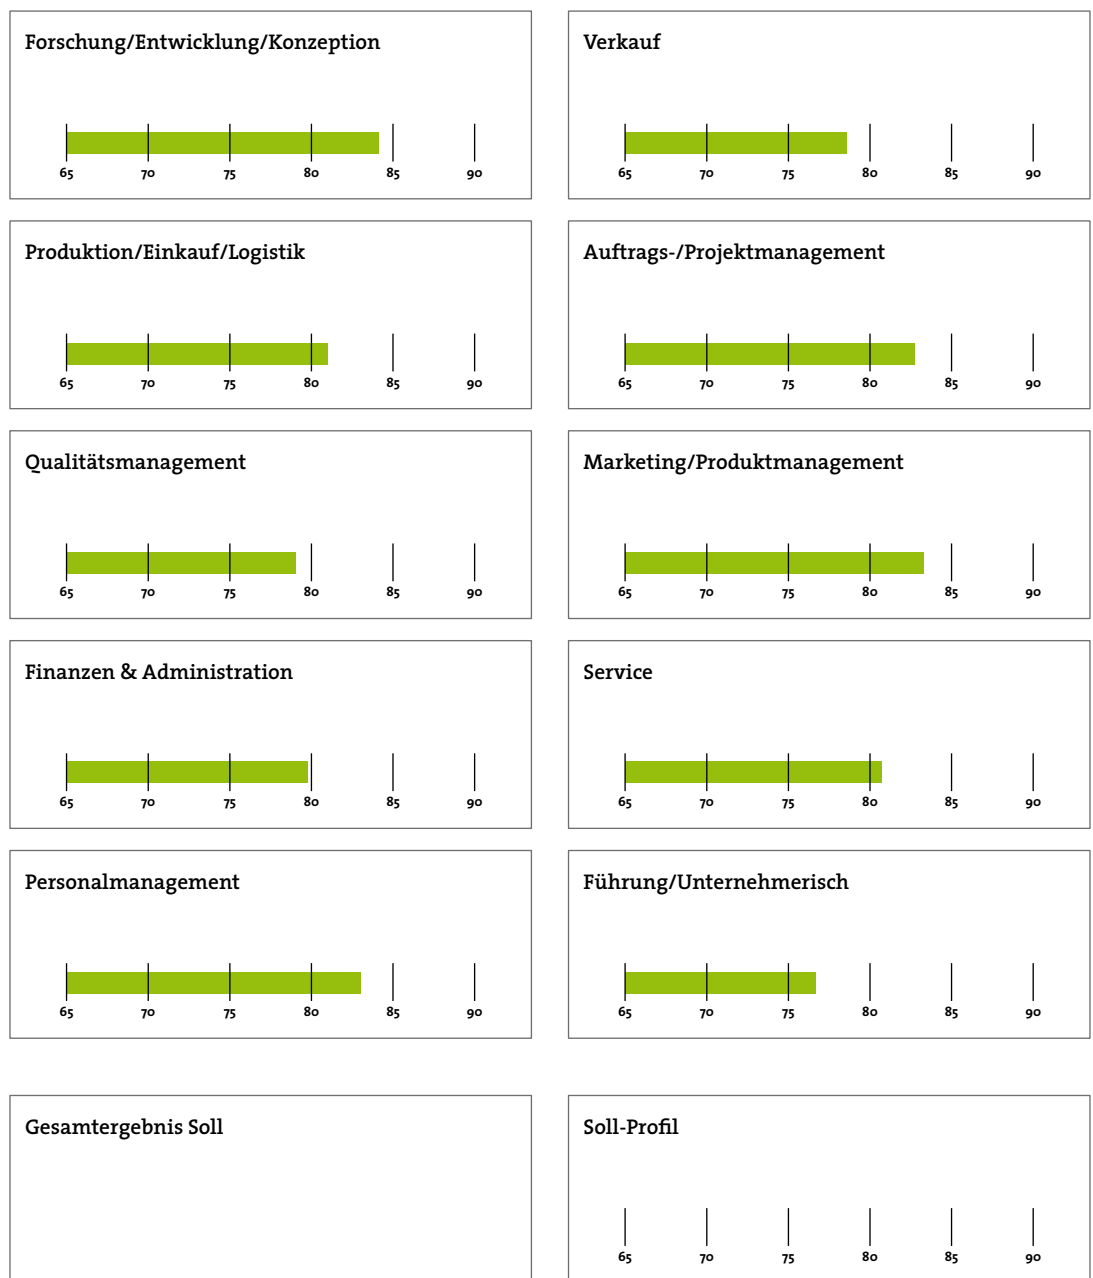 Forschung/Entwicklung/Konzeption
65 70 75 80 85 90
Verkauf
65 70 75 80 85 90
Produktion/Einkauf/Logistik
65 70 75 80 85 90
Auftrags-/Projektmanagement
65 70 75 80 85 90
Qualitätsmanagement
65 70 75 80 85 90
Marketing/Produktmanagement
65 70 75 80 85 90
Finanzen & Administration
65 70 75 80 85 90
Service
65 70 75 80 85 90
Personalmanagement
65 70 75 80 85 90
Führung/Unternehmerisch
65 70 75 80 85 90
Gesamtergebnis Soll
Soll-Profil
65 70 75 80 85 90